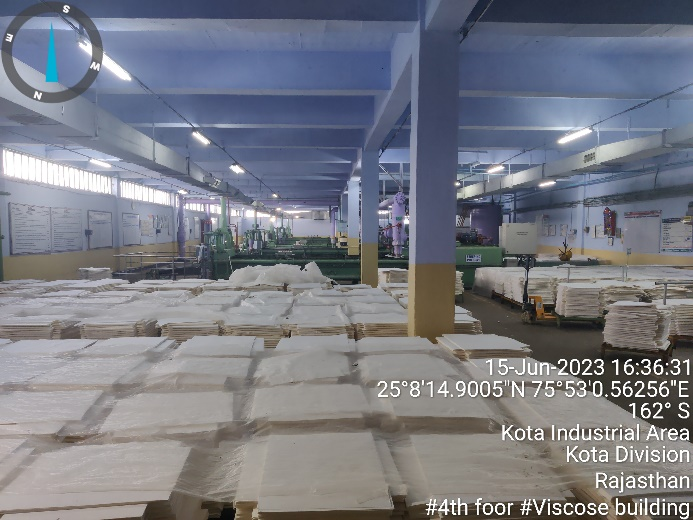 S
E
W
N
15-Jun-2023 16:36:31
25°8'14.9005"N 75°53'0.56256"E
162° S
Kota Industrial Area
Kota Division
Rajasthan
#4th foor #Viscose building